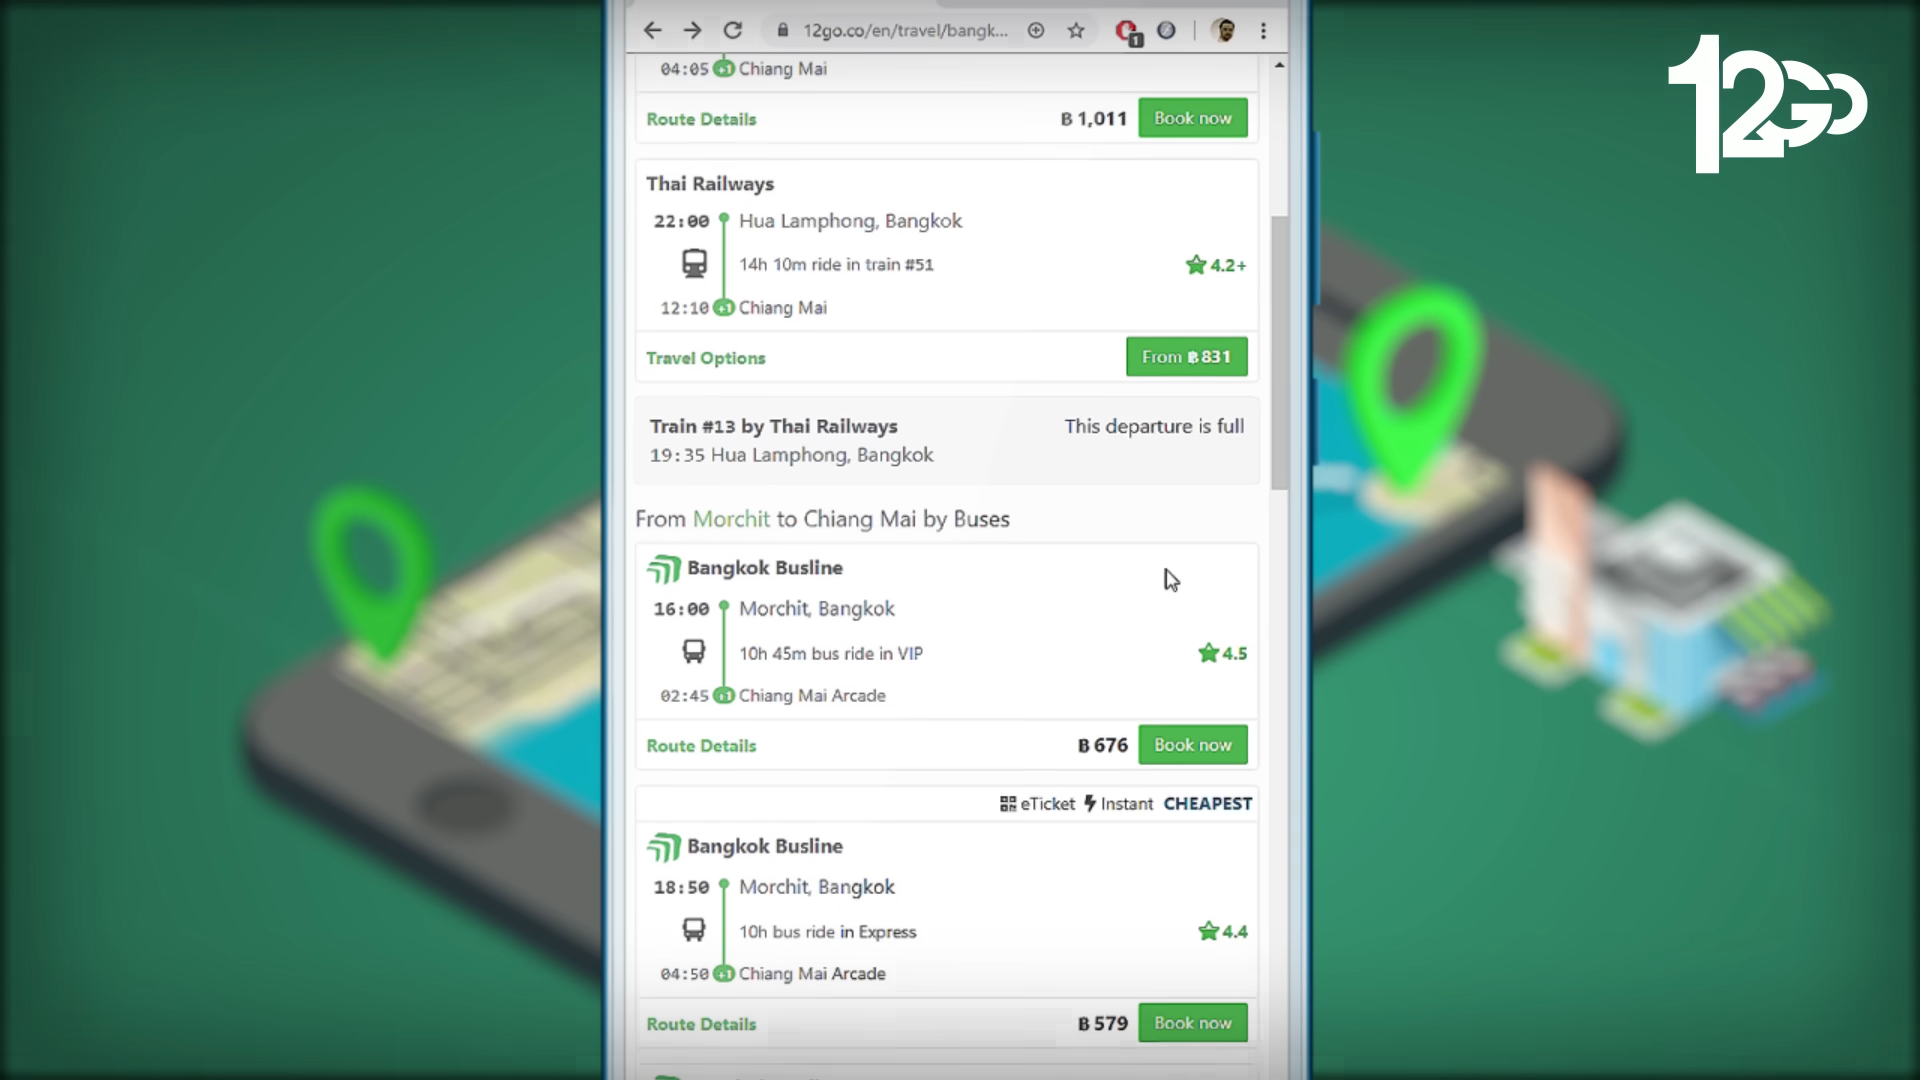 12go.co/en/travel/bangk...
1
12GO
04:05 +1 Chiang Mai
Route Details ฿ 1,011 Book now
Thai Railways
22:00 Hua Lamphong, Bangkok
14h 10m ride in train #51 4.2+
12:10 +1 Chiang Mai
Travel Options From ฿831
Train #13 by Thai Railways This departure is full
19:35 Hua Lamphong, Bangkok
From Morchit to Chiang Mai by Buses
Bangkok Busline
16:00 Morchit, Bangkok
10h 45m bus ride in VIP 4.5
02:45 +1 Chiang Mai Arcade
Route Details ฿ 676 Book now
eTicket Instant CHEAPEST
Bangkok Busline
18:50 Morchit, Bangkok
10h bus ride in Express 4.4
04:50 +1 Chiang Mai Arcade
Route Details ฿ 579 Book now